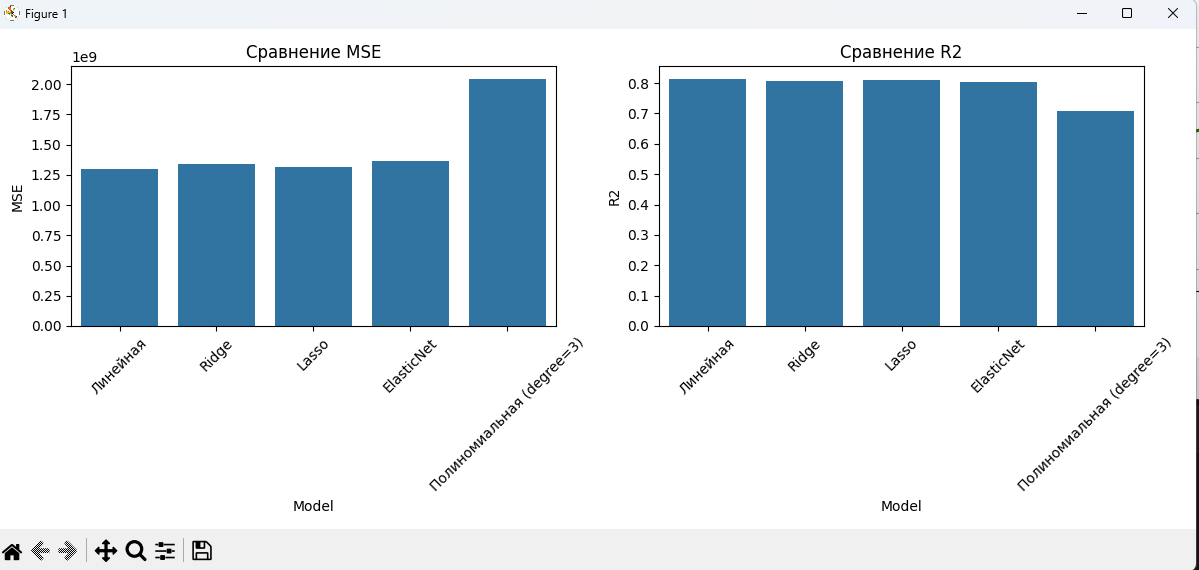 Figure 1
Сравнение MSE
1e9
2.00
1.75
1.50
1.25
1.00
0.75
0.50
0.25
0.00
MSE
Линейная
Ridge
Lasso
ElasticNet
Полиномиальная (degree=3)
Model
Сравнение R2
0.8
0.7
0.6
0.5
0.4
0.3
0.2
0.1
0.0
R2
Линейная
Ridge
Lasso
ElasticNet
Полиномиальная (degree=3)
Model